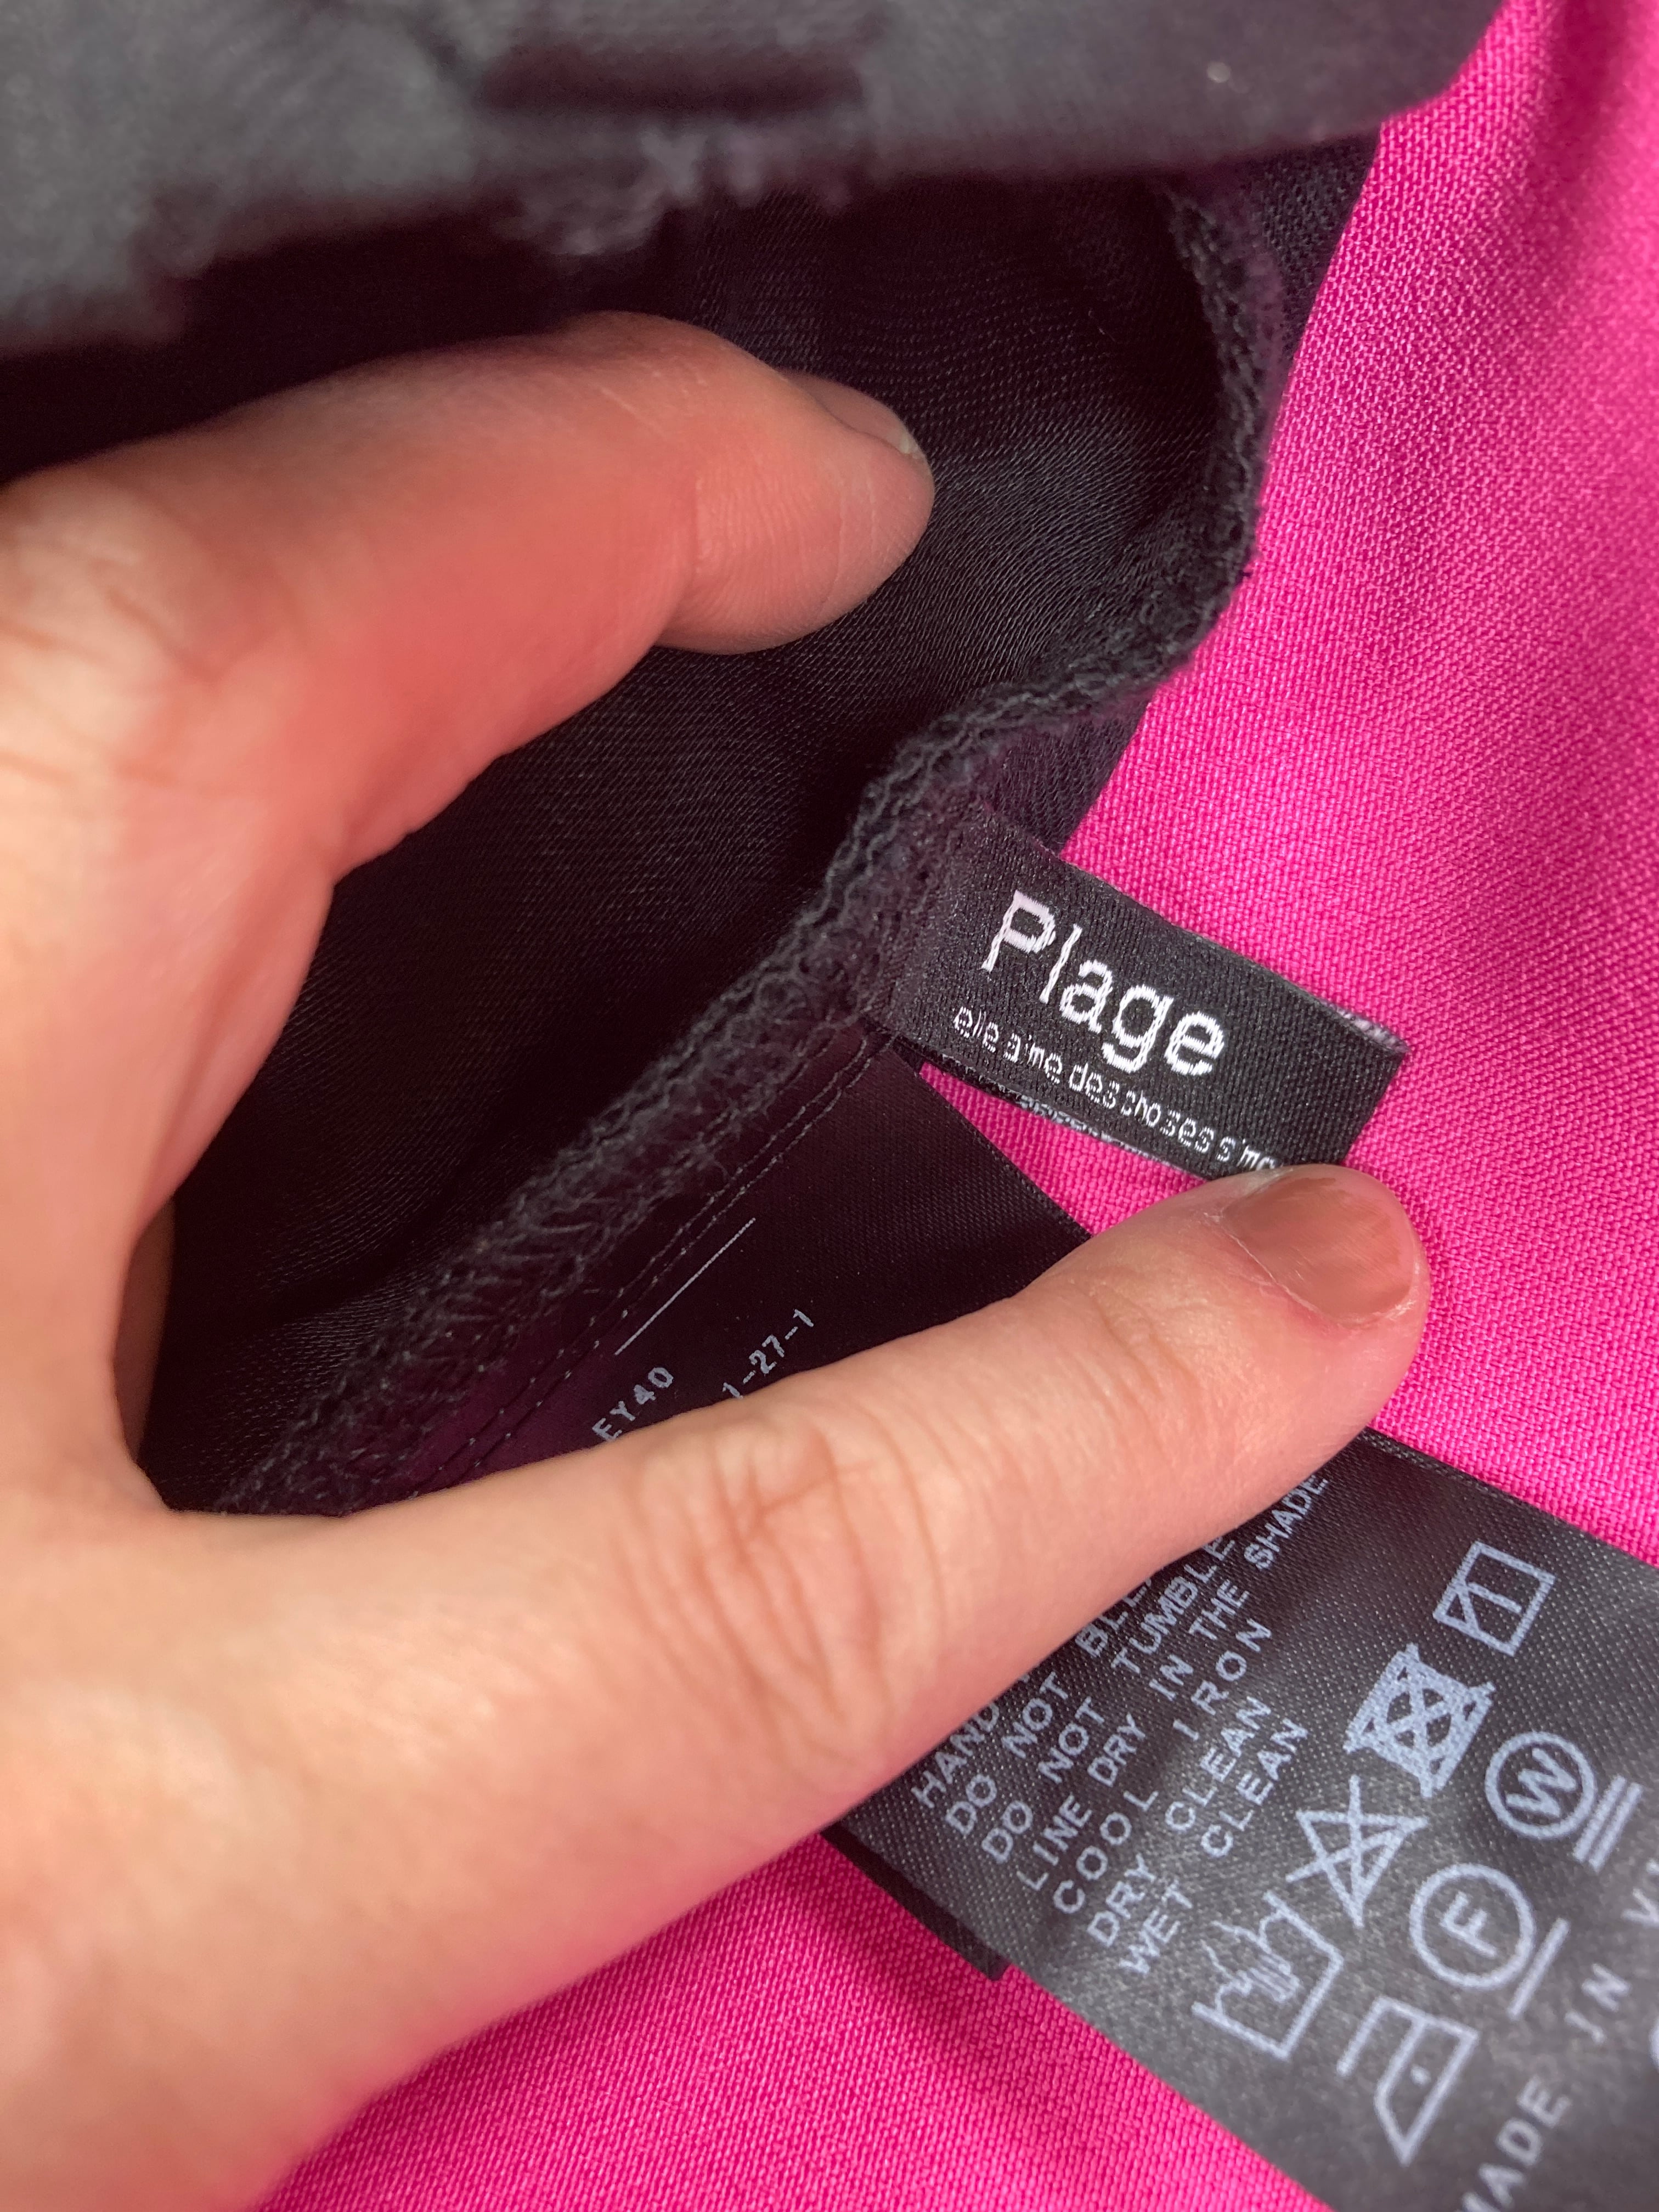 Plage
elle aime des choses s'mo
EY40
1-27-1
HAND
DO NOT
DO NOT TUMBLE
LINE DRY IN THE SHADE
COOL IRON
DRY CLEAN
WET CLEAN
W
F
MADE IN